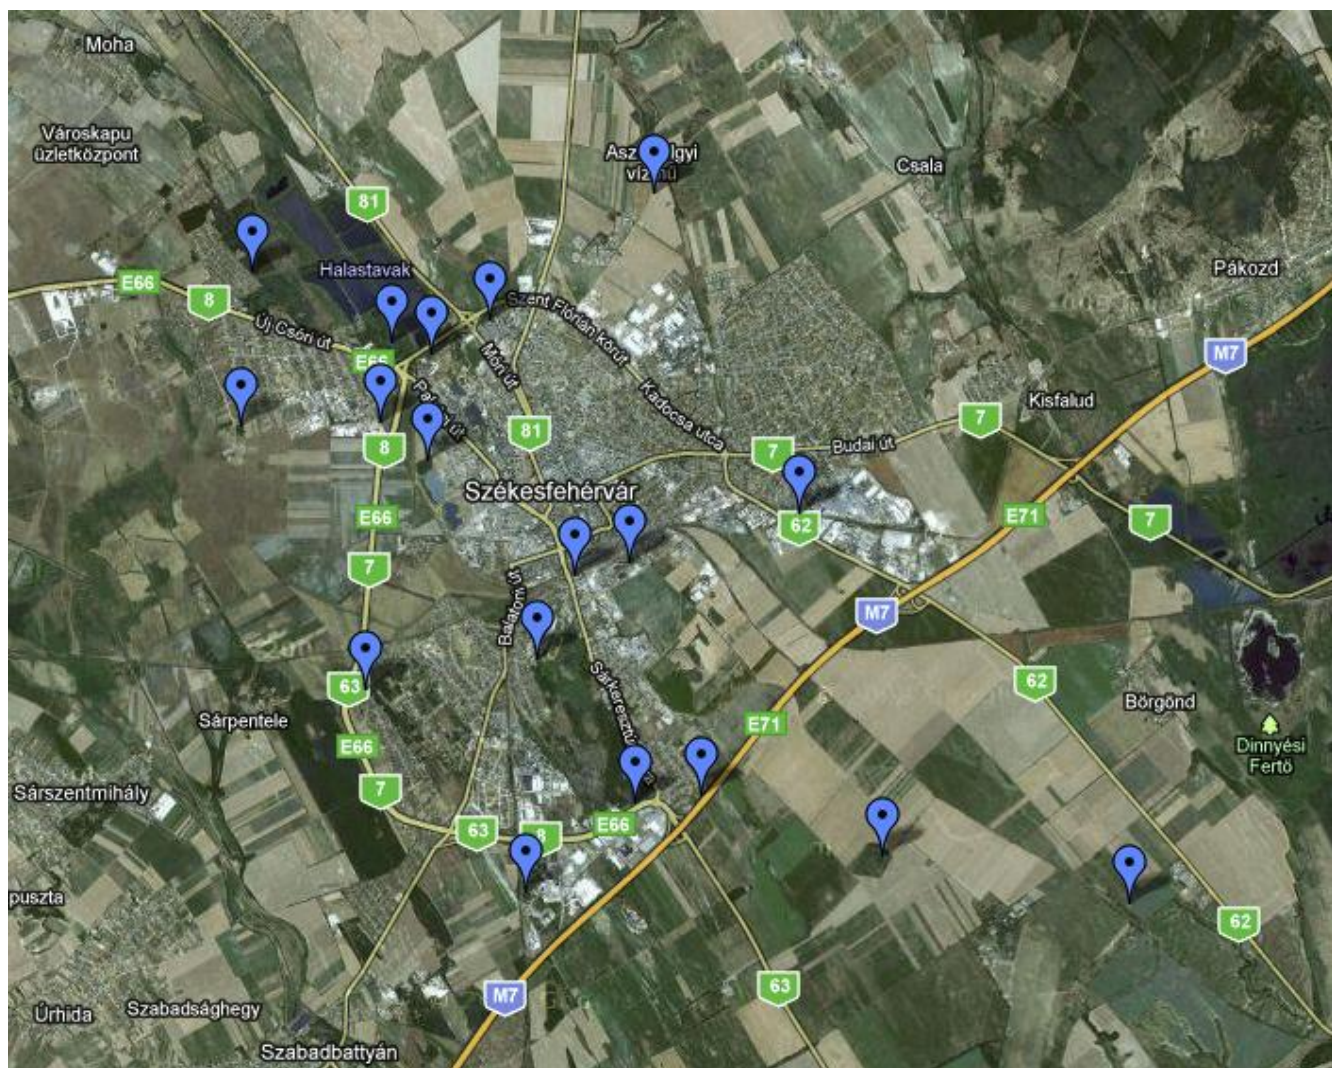 Moha
Városkapu
üzletközpont
Csala
81
Halastavak
Pákozd
E66
8
Szent Flórián körút
Új Csóri út
E66
M7
Móri út
Kadocsa utca
Kisfalud
8
81
7
7
Budai út
Székesfehérvár
E66
62
E71
7
7
M7
63
Sárpentele
62
Börgönd
E71
E66
Dinnyési
Fertő
7
Sárszentmihály
63
8
E66
puszta
62
63
M7
Úrhida
Szabadsághegy
Szabadbattyán